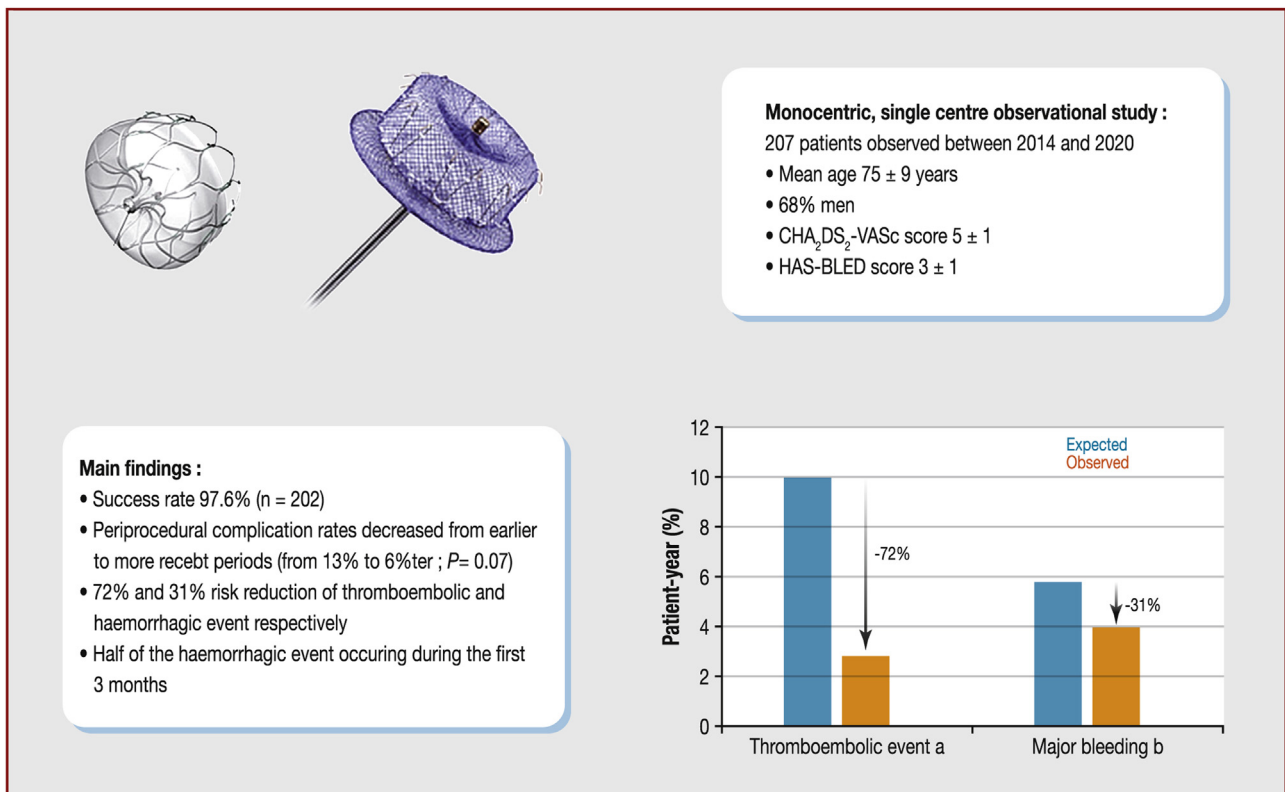 Monocentric, single centre observational study :
207 patients observed between 2014 and 2020
• Mean age 75 ± 9 years
• 68% men
• CHA₂DS₂-VASc score 5 ± 1
• HAS-BLED score 3 ± 1
Main findings :
• Success rate 97.6% (n = 202)
• Periprocedural complication rates decreased from earlier
to more recebt periods (from 13% to 6%ter ; P= 0.07)
• 72% and 31% risk reduction of thromboembolic and
haemorrhagic event respectively
• Half of the haemorrhagic event occuring during the first
3 months
Patient-year (%)
12
10
8
6
4
2
0
Expected
Observed
-72%
-31%
Thromboembolic event a
Major bleeding b